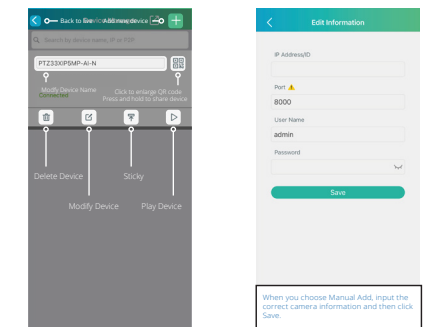 Back to live
Device Manager
Add new device
Search by device name, IP or P2P
PTZ33XIP5MP-AI-N
Modify Device Name
Connected
Click to enlarge QR code
Press and hold to share device
Delete Device
Sticky
Modify Device
Play Device
Edit Information
IP Address/ID
Port
8000
User Name
admin
Password
Save
When you choose Manual Add, input the
correct camera information and then click
Save.